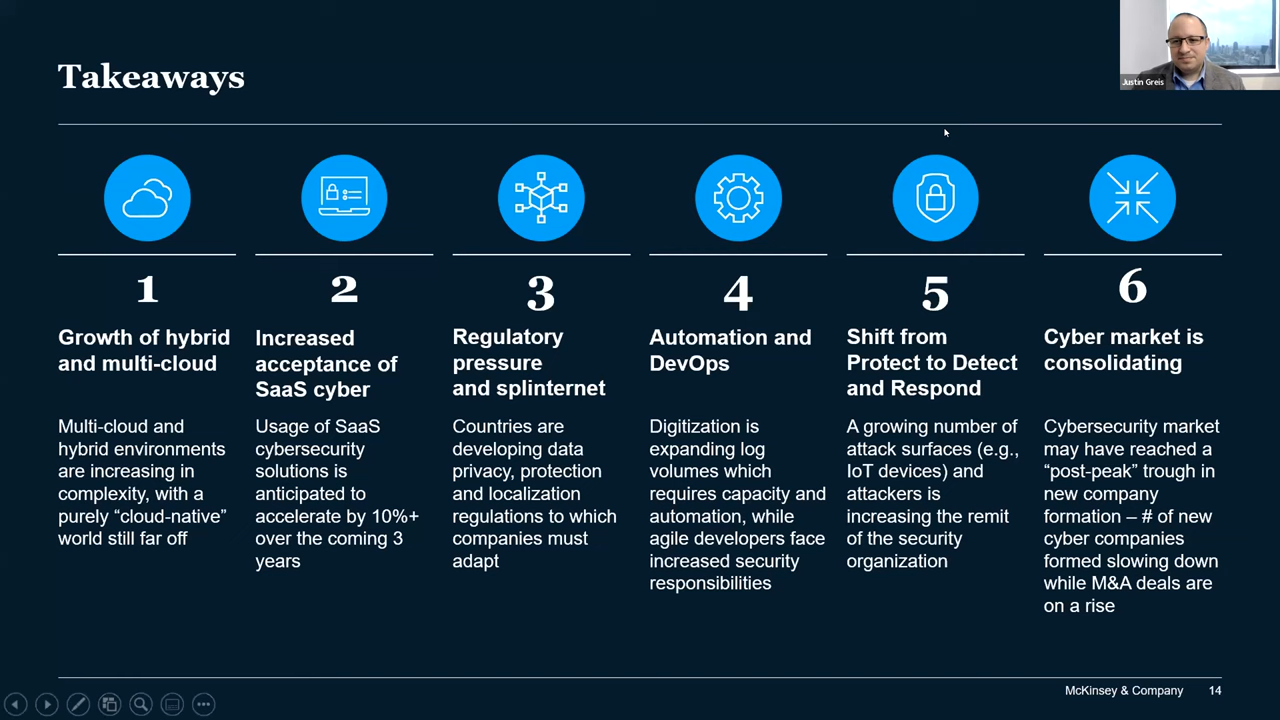 Takeaways
Justin Greis
1
Growth of hybrid
and multi-cloud
Multi-cloud and
hybrid environments
are increasing in
complexity, with a
purely “cloud-native”
world still far off
2
Increased
acceptance of
SaaS cyber
Usage of SaaS
cybersecurity
solutions is
anticipated to
accelerate by 10%+
over the coming 3
years
3
Regulatory
pressure
and splinternet
Countries are
developing data
privacy, protection
and localization
regulations to which
companies must
adapt
4
Automation and
DevOps
Digitization is
expanding log
volumes which
requires capacity and
automation, while
agile developers face
increased security
responsibilities
5
Shift from
Protect to Detect
and Respond
A growing number of
attack surfaces (e.g.,
IoT devices) and
attackers is
increasing the remit
of the security
organization
6
Cyber market is
consolidating
Cybersecurity market
may have reached a
“post-peak” trough in
new company
formation – # of new
cyber companies
formed slowing down
while M&A deals are
on a rise
McKinsey & Company 14